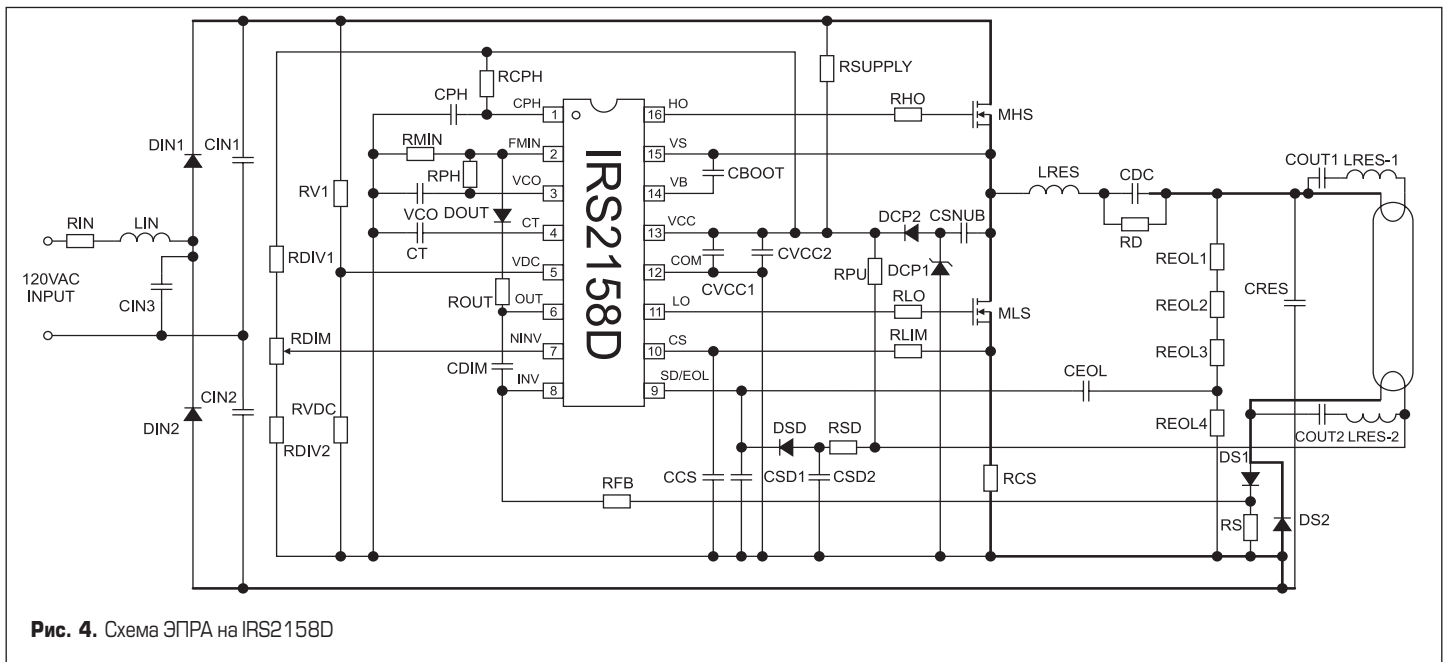 RSUPPLY
RCPH
CPH
CPH
1
16
HO
RHO
MHS
DIN1
CIN1
RMIN
FMIN
2
15
VS
RPH
CBOOT
COUT1 LRES-1
LRES
CDC
RV1
VCO
3
14
VB
VCO
DOUT
DCP2
CSNUB
RIN
LIN
CT
4
13
VCC
RD
CT
IRS2158D
RDIV1
VDC
5
12
COM
CVCC2
RPU
DCP1
REOL1
120VAC
INPUT
CIN3
CVCC1
CRES
ROUT
OUT
6
11
LO
RLO
MLS
REOL2
RDIM
NINV
7
10
CS
RLIM
REOL3
CDIM
INV
8
9
SD/EOL
CEOL
DIN2
CIN2
RVDC
RDIV2
REOL4
DSD
RSD
COUT2 LRES-2
CCS
CSD1
CSD2
RCS
DS1
RFB
RS
DS2
Рис. 4. Схема ЭПРА на IRS2158D